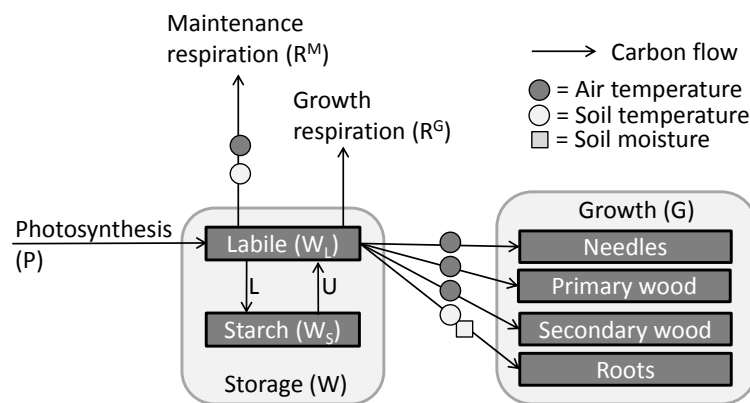 Maintenance
respiration (R^M)
Growth
respiration (R^G)
Carbon flow
= Air temperature
= Soil temperature
= Soil moisture
Photosynthesis
(P)
Labile (W_L)
L
U
Starch (W_S)
Storage (W)
Growth (G)
Needles
Primary wood
Secondary wood
Roots